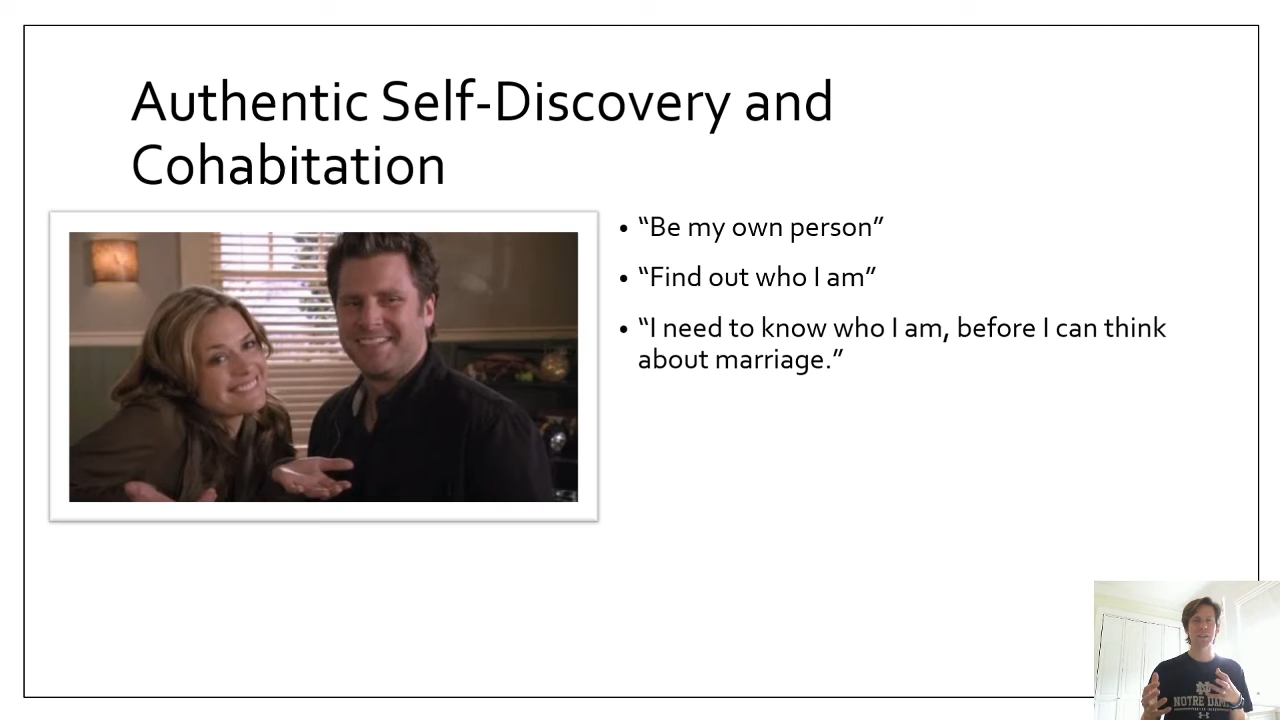 Authentic Self-Discovery and
Cohabitation
• “Be my own person”
• “Find out who I am”
• “I need to know who I am, before I can think
about marriage.”
NOTRE DAME